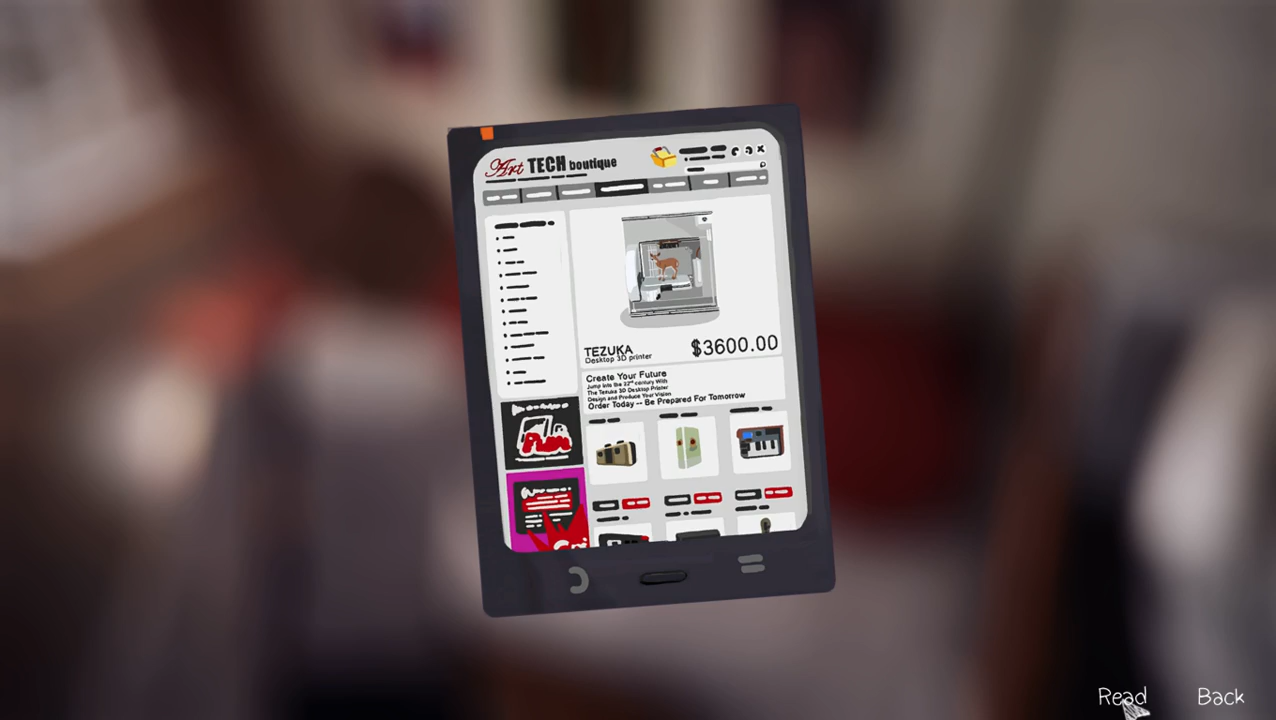 Art TECH boutique
TEZUKA
Desktop 3D printer
$3600.00
Create Your Future
Jump into the 22nd century With
The Tezuka 3D Desktop Printer
Design and Produce Your Vision
Order Today -- Be Prepared For Tomorrow
Read
Back